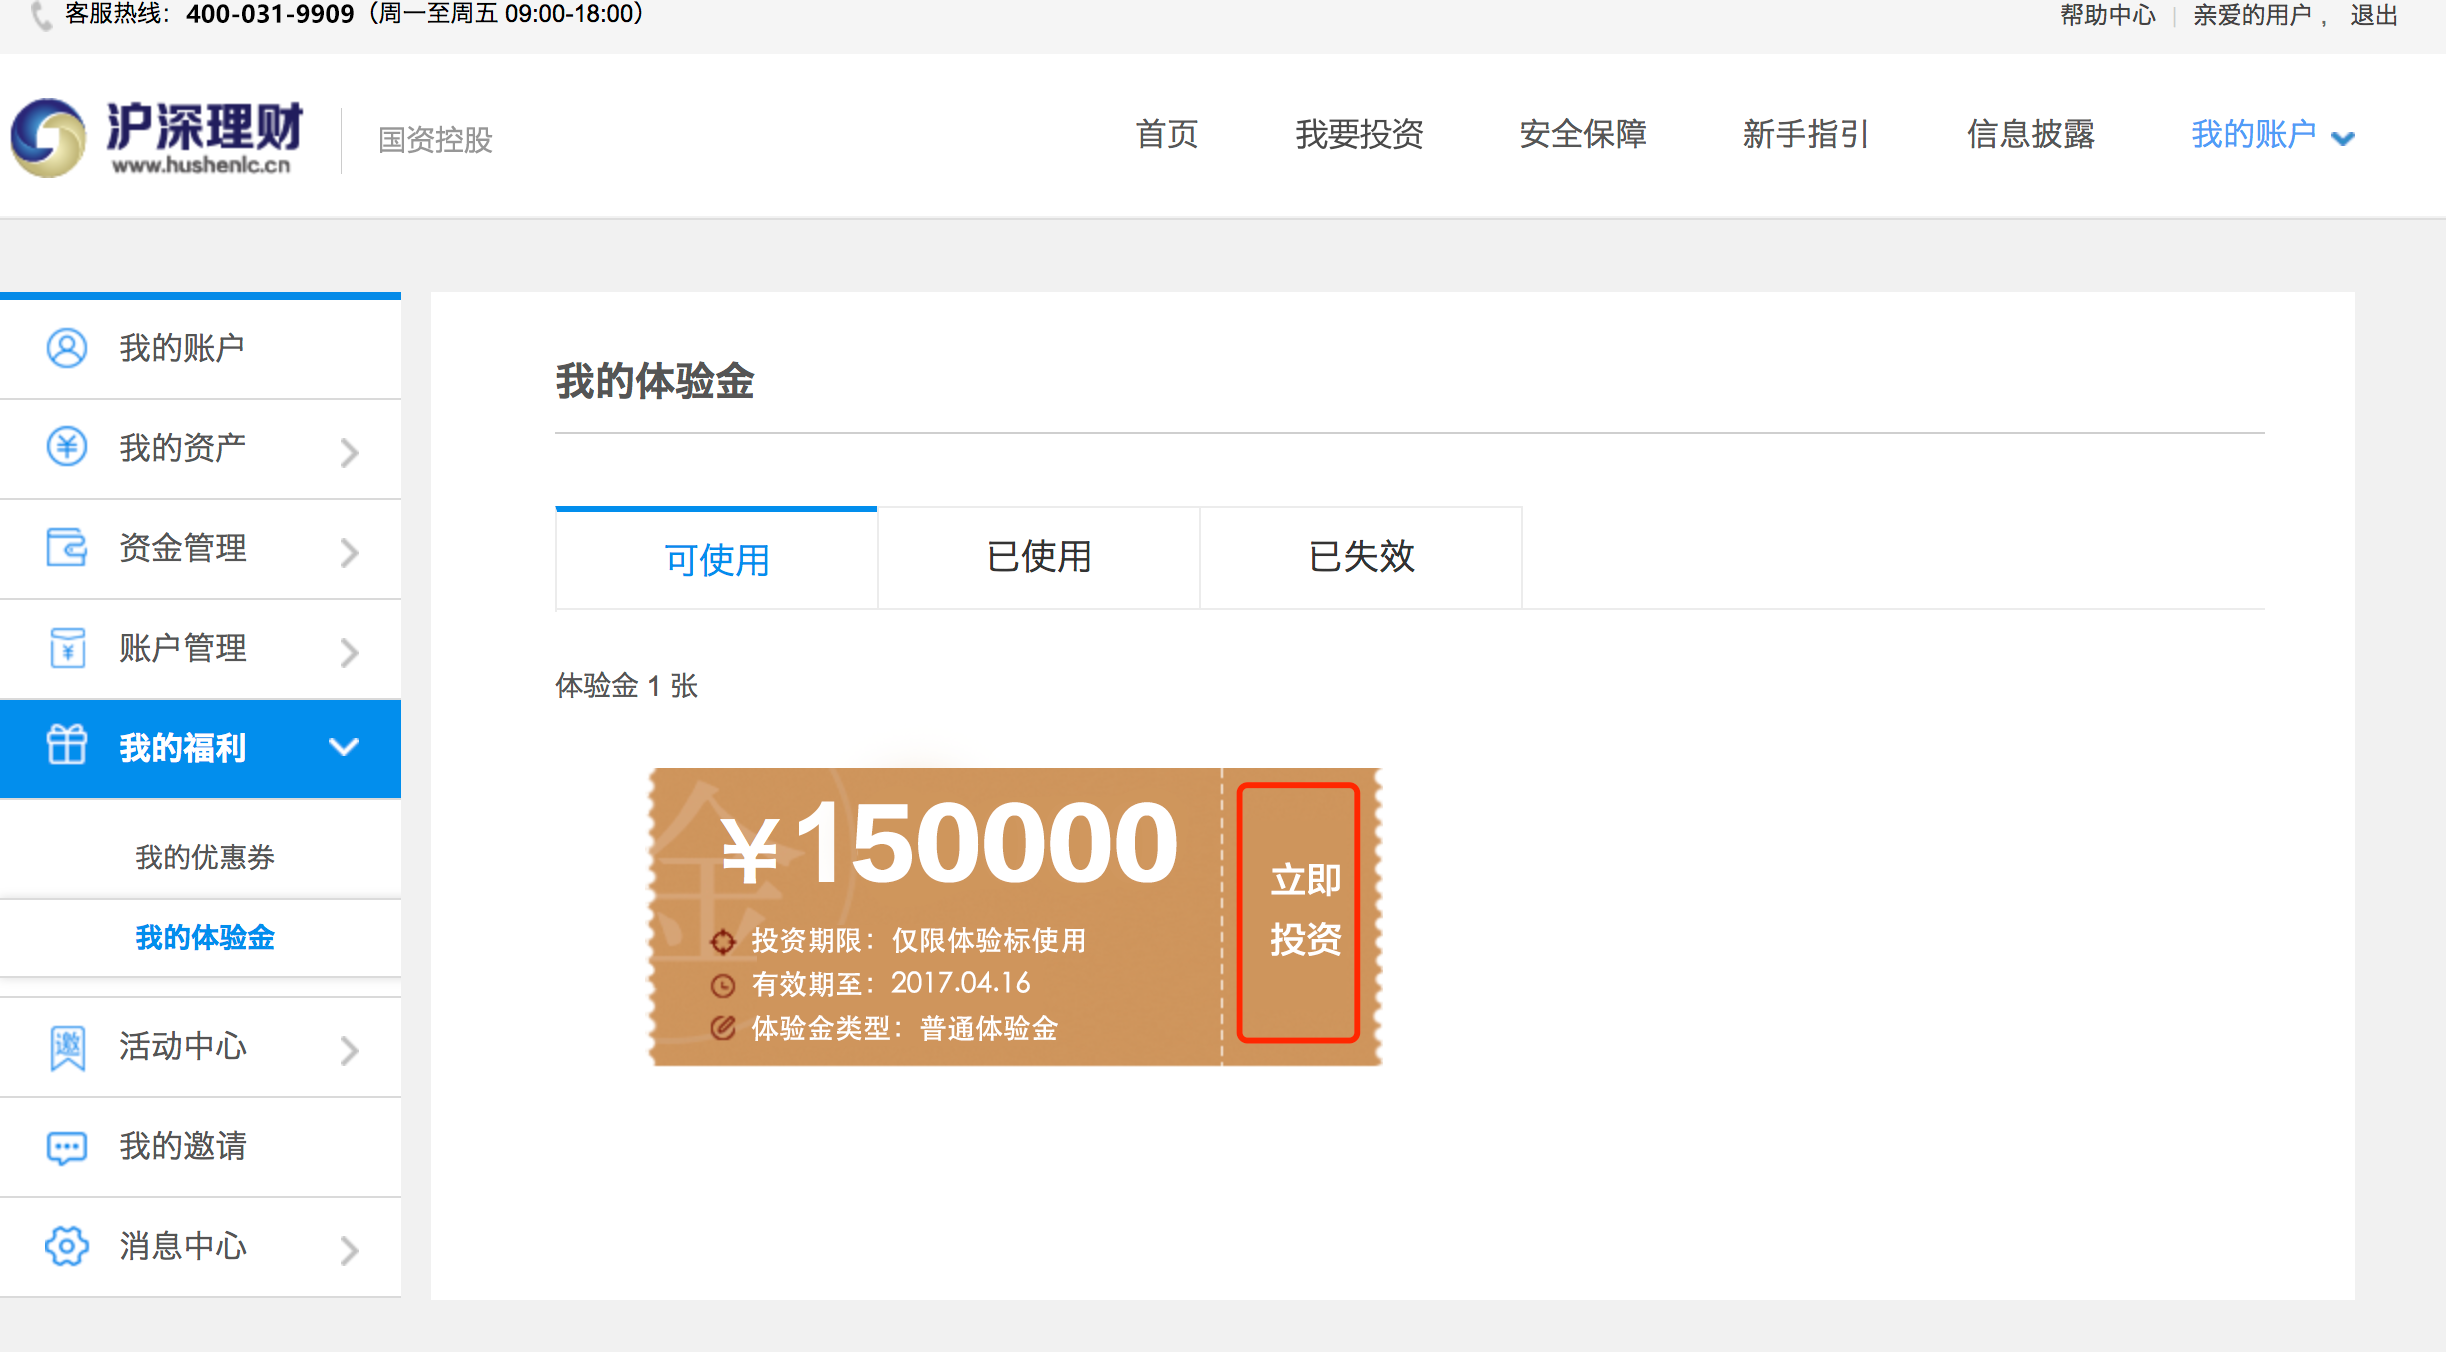 客服热线：400-031-9909（周一至周五 09:00-18:00）
帮助中心 | 亲爱的用户 , 退出
沪深理财
www.hushenlc.cn
国资控股
首页 我要投资 安全保障 新手指引 信息披露 我的账户
我的账户
我的资产
资金管理
账户管理
我的福利
我的优惠券
我的体验金
活动中心
我的邀请
消息中心
我的体验金
可使用 已使用 已失效
体验金 1 张
金
¥150000
投资期限：仅限体验标使用
有效期至：2017.04.16
体验金类型：普通体验金
立即
投资
邀